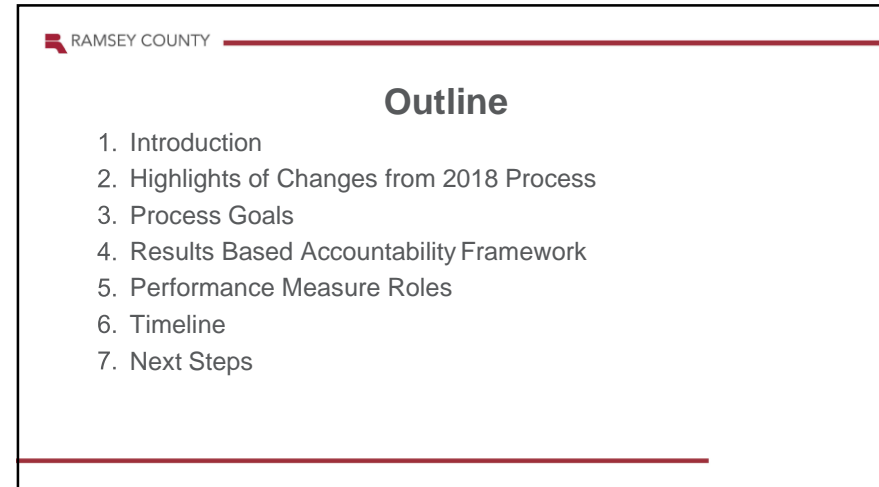 RAMSEY COUNTY
Outline
1. Introduction
2. Highlights of Changes from 2018 Process
3. Process Goals
4. Results Based Accountability Framework
5. Performance Measure Roles
6. Timeline
7. Next Steps